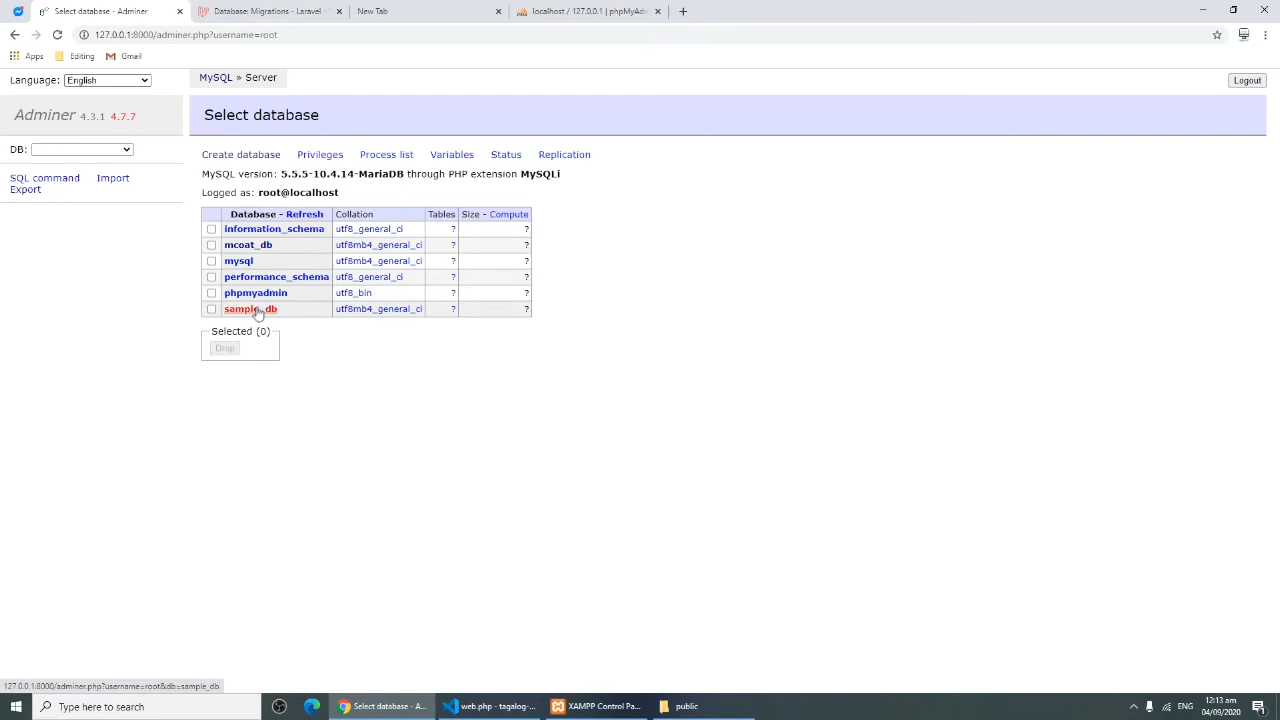 Select database - Adminer
Database: Migrations - Laravel -
New Tab
localhost / 127.0.0.1 | phpMyAdm
127.0.0.1:8000/adminer.php?username=root
Apps
Editing
Gmail
Language: English
MySQL » Server
Logout
Adminer 4.3.1 4.7.7
Select database
DB:
Create database Privileges Process list Variables Status Replication
SQL command Import
Export
MySQL version: 5.5.5-10.4.14-MariaDB through PHP extension MySQLi
Logged as: root@localhost
Database - Refresh Collation Tables Size - Compute
information_schema utf8_general_ci ? ?
mcoat_db utf8mb4_general_ci ? ?
mysql utf8mb4_general_ci ? ?
performance_schema utf8_general_ci ? ?
phpmyadmin utf8_bin ? ?
sample_db utf8mb4_general_ci ? ?
Selected (0)
Drop
127.0.0.1:8000/adminer.php?username=root&db=sample_db
Type here to search
Select database - A...
web.php - tagalog-...
XAMPP Control Pa...
public
ENG
12:13 am
04/09/2020